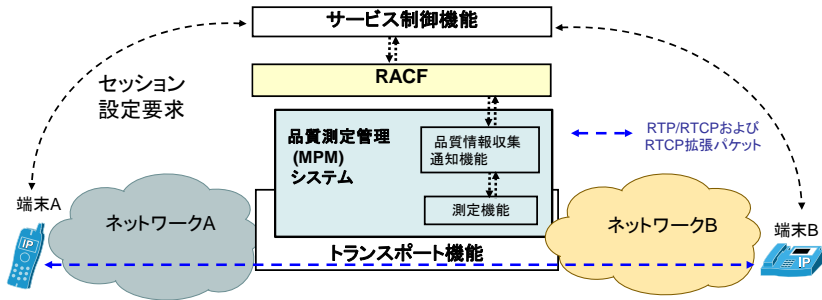 サービス制御機能
RACF
セッション
設定要求
品質測定管理
(MPM)
システム
品質情報収集
通知機能
測定機能
RTP/RTCPおよび
RTCP拡張パケット
端末A
ネットワークA
ネットワークB
端末B
トランスポート機能
IP
IP